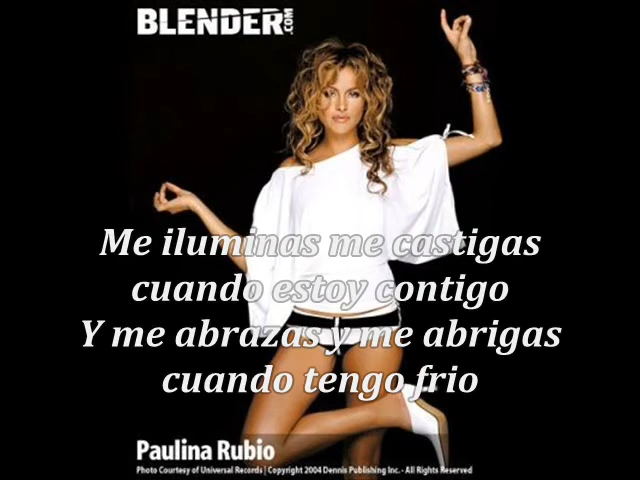 BLENDER.COM
Me iluminas me castigas
cuando estoy contigo
Y me abrazas y me abrigas
cuando tengo frio
Paulina Rubio
Photo Courtesy of Universal Records | Copyright 2004 Dennis Publishing Inc. - All Rights Reserved